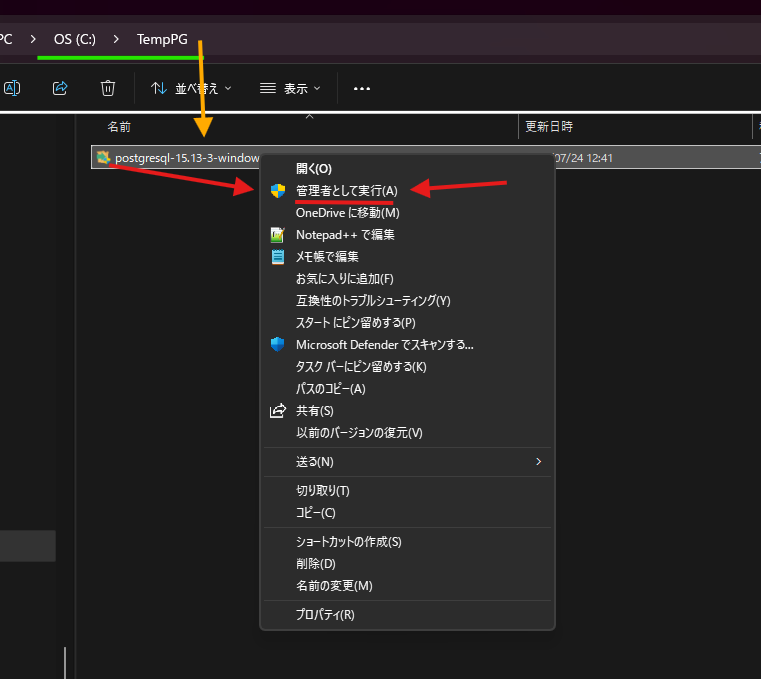 PC > OS (C:) > TempPG
並べ替え 表示
名前 更新日時
postgresql-15.13-3-window 07/24 12:41
開く(O)
管理者として実行(A)
OneDrive に移動(M)
Notepad++ で編集
メモ帳で編集
お気に入りに追加(F)
互換性のトラブルシューティング(Y)
スタート にピン留めする(P)
Microsoft Defender でスキャンする...
タスク バーにピン留めする(K)
パスのコピー(A)
共有(S)
以前のバージョンの復元(V)
送る(N)
切り取り(T)
コピー(C)
ショートカットの作成(S)
削除(D)
名前の変更(M)
プロパティ(R)